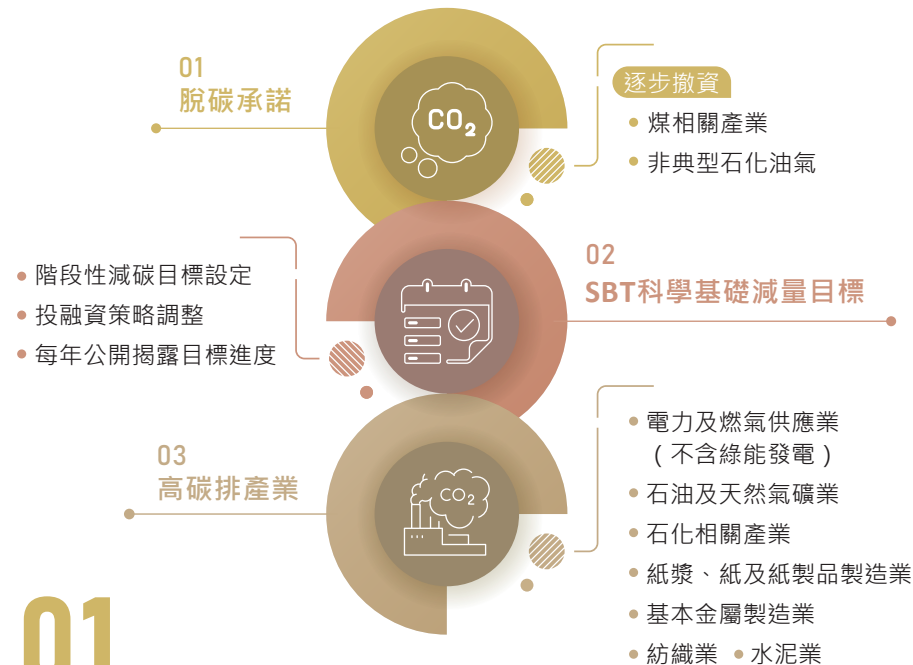 01
脫碳承諾
CO2
逐步撤資
煤相關產業
非典型石化油氣
02
SBT科學基礎減量目標
階段性減碳目標設定
投融資策略調整
每年公開揭露目標進度
03
高碳排產業
CO2
電力及燃氣供應業
(不含綠能發電)
石油及天然氣礦業
石化相關產業
紙漿、紙及紙製品製造業
基本金屬製造業
紡織業 水泥業
01